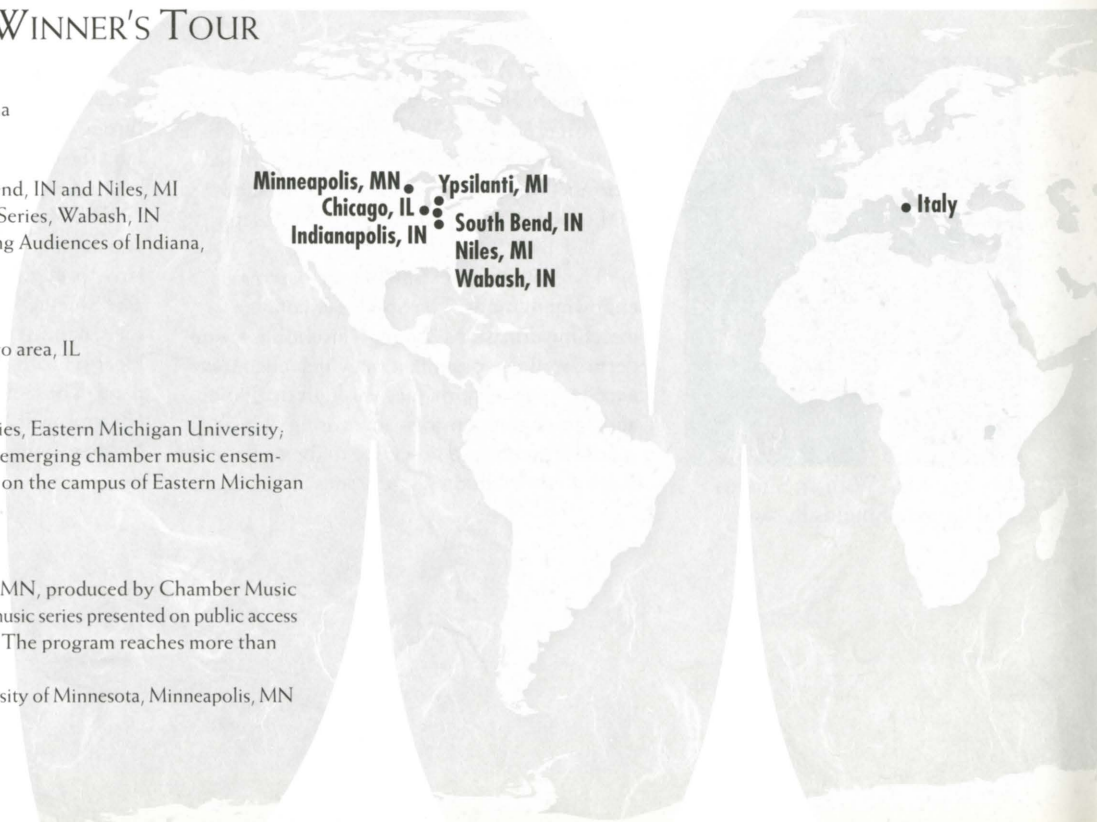 WINNER'S TOUR
a
nd, IN and Niles, MI
Series, Wabash, IN
ng Audiences of Indiana,
o area, IL
ies, Eastern Michigan University;
emerging chamber music ensem-
on the campus of Eastern Michigan
MN, produced by Chamber Music
nusic series presented on public access
The program reaches more than
sity of Minnesota, Minneapolis, MN
Minneapolis, MN
Chicago, IL
Indianapolis, IN
Ypsilanti, MI
South Bend, IN
Niles, MI
Wabash, IN
Italy